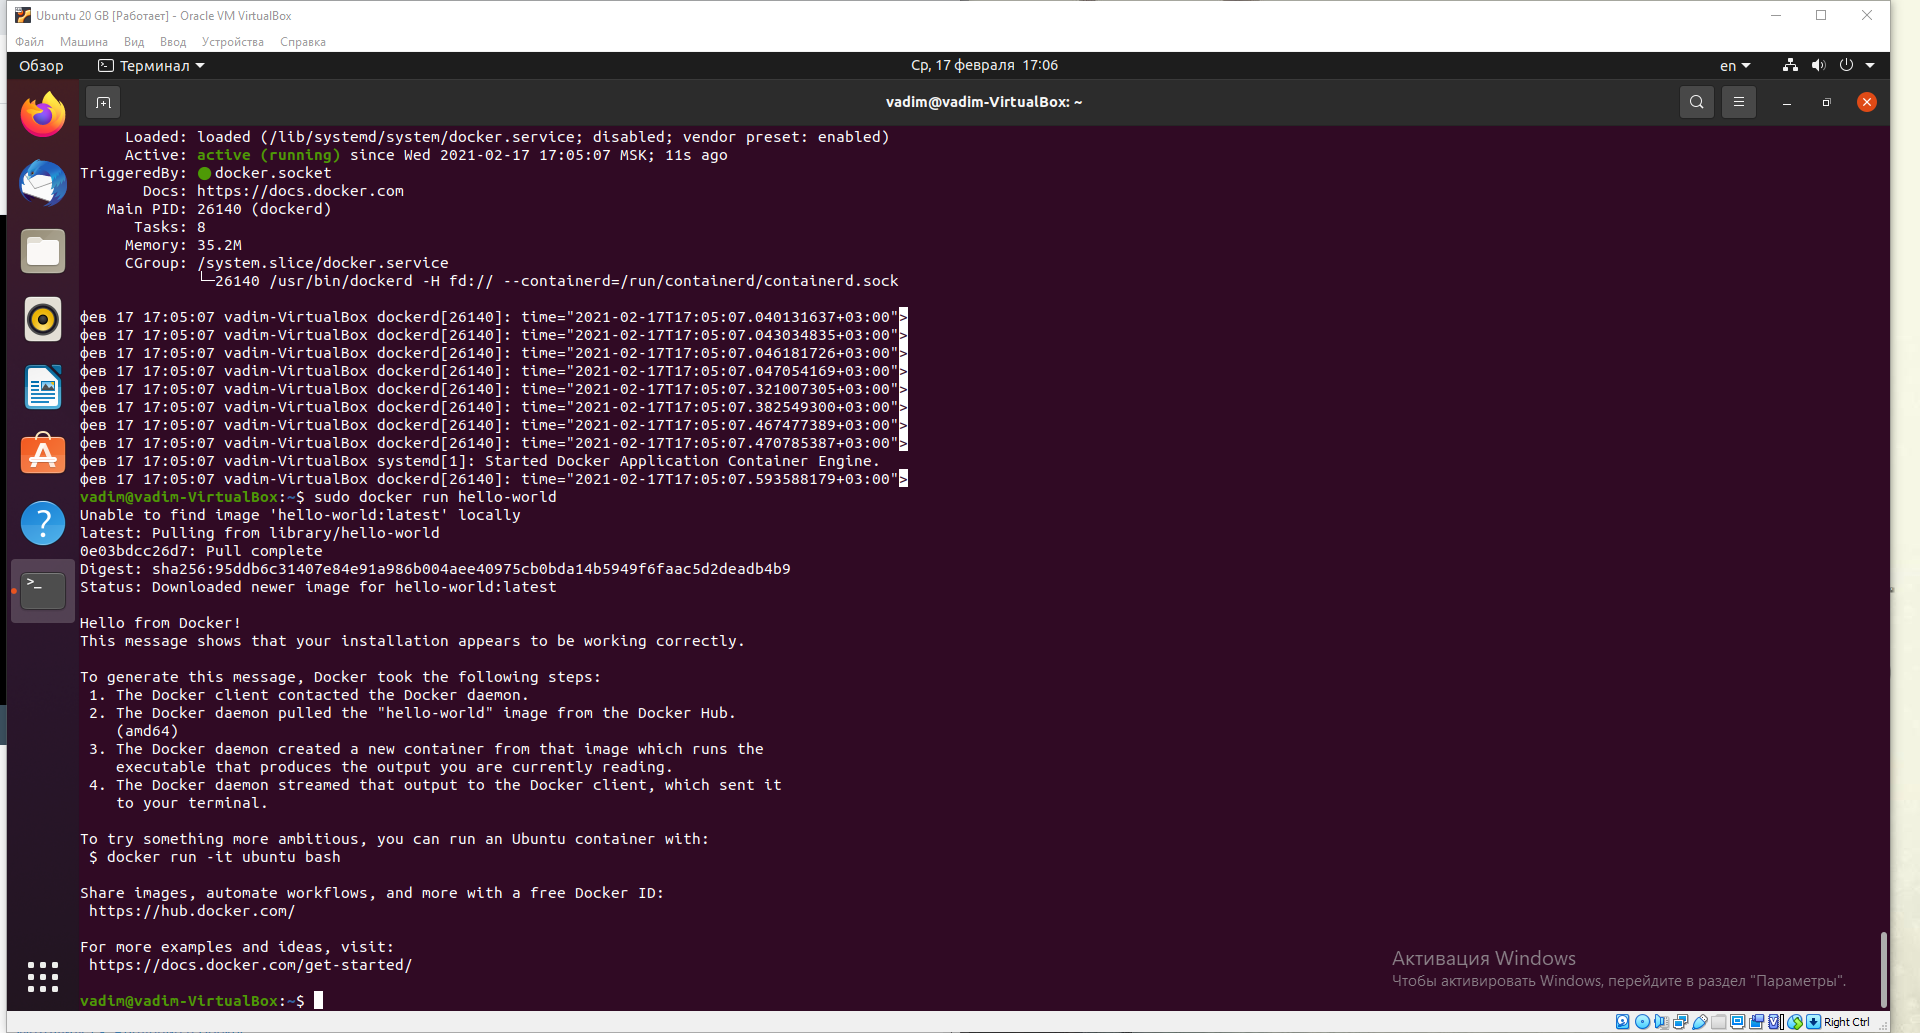 Ubuntu 20 GB [Работает] - Oracle VM VirtualBox
Файл Машина Вид Ввод Устройства Справка
Обзор Терминал Ср, 17 февраля 17:06 en
vadim@vadim-VirtualBox: ~
Loaded: loaded (/lib/systemd/system/docker.service; disabled; vendor preset: enabled)
Active: active (running) since Wed 2021-02-17 17:05:07 MSK; 11s ago
TriggeredBy: ● docker.socket
Docs: https://docs.docker.com
Main PID: 26140 (dockerd)
Tasks: 8
Memory: 35.2M
CGroup: /system.slice/docker.service
└─26140 /usr/bin/dockerd -H fd:// --containerd=/run/containerd/containerd.sock
фев 17 17:05:07 vadim-VirtualBox dockerd[26140]: time="2021-02-17T17:05:07.040131637+03:00">
фев 17 17:05:07 vadim-VirtualBox dockerd[26140]: time="2021-02-17T17:05:07.043034835+03:00">
фев 17 17:05:07 vadim-VirtualBox dockerd[26140]: time="2021-02-17T17:05:07.046181726+03:00">
фев 17 17:05:07 vadim-VirtualBox dockerd[26140]: time="2021-02-17T17:05:07.047054169+03:00">
фев 17 17:05:07 vadim-VirtualBox dockerd[26140]: time="2021-02-17T17:05:07.321007305+03:00">
фев 17 17:05:07 vadim-VirtualBox dockerd[26140]: time="2021-02-17T17:05:07.382549300+03:00">
фев 17 17:05:07 vadim-VirtualBox dockerd[26140]: time="2021-02-17T17:05:07.467477389+03:00">
фев 17 17:05:07 vadim-VirtualBox dockerd[26140]: time="2021-02-17T17:05:07.470785387+03:00">
фев 17 17:05:07 vadim-VirtualBox systemd[1]: Started Docker Application Container Engine.
фев 17 17:05:07 vadim-VirtualBox dockerd[26140]: time="2021-02-17T17:05:07.593588179+03:00">
vadim@vadim-VirtualBox:~$ sudo docker run hello-world
Unable to find image 'hello-world:latest' locally
latest: Pulling from library/hello-world
0e03bdcc26d7: Pull complete
Digest: sha256:95ddb6c31407e84e91a986b004aee40975cb0bda14b5949f6faac5d2deadb4b9
Status: Downloaded newer image for hello-world:latest
Hello from Docker!
This message shows that your installation appears to be working correctly.
To generate this message, Docker took the following steps:
1. The Docker client contacted the Docker daemon.
2. The Docker daemon pulled the "hello-world" image from the Docker Hub.
(amd64)
3. The Docker daemon created a new container from that image which runs the
executable that produces the output you are currently reading.
4. The Docker daemon streamed that output to the Docker client, which sent it
to your terminal.
To try something more ambitious, you can run an Ubuntu container with:
$ docker run -it ubuntu bash
Share images, automate workflows, and more with a free Docker ID:
https://hub.docker.com/
For more examples and ideas, visit:
https://docs.docker.com/get-started/
vadim@vadim-VirtualBox:~$
Активация Windows
Чтобы активировать Windows, перейдите в раздел "Параметры".
Right Ctrl